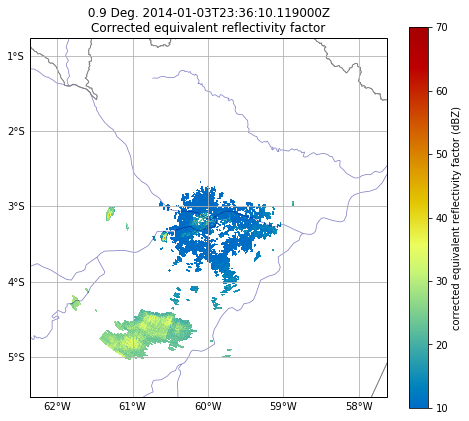 0.9 Deg. 2014-01-03T23:36:10.119000Z
Corrected equivalent reflectivity factor
1°S
2°S
3°S
4°S
5°S
62°W 61°W 60°W 59°W 58°W
70
60
50
40
30
20
10
corrected equivalent reflectivity factor (dBZ)